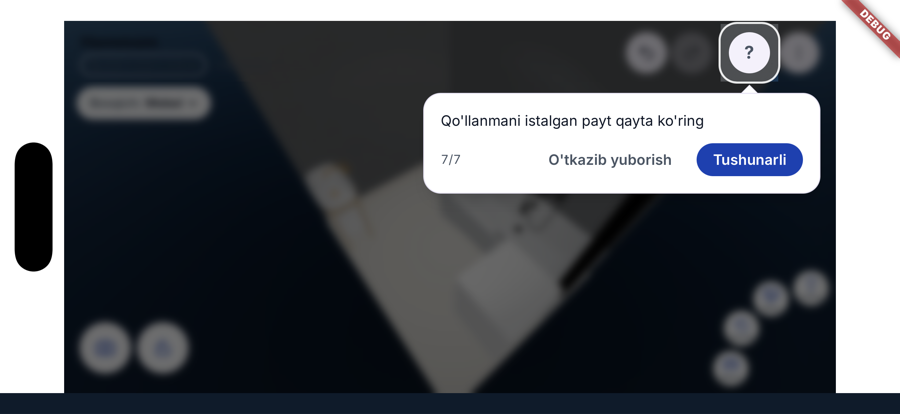 DEBUG
?
Qo'llanmani istalgan payt qayta ko'ring
7/7
O'tkazib yuborish
Tushunarli